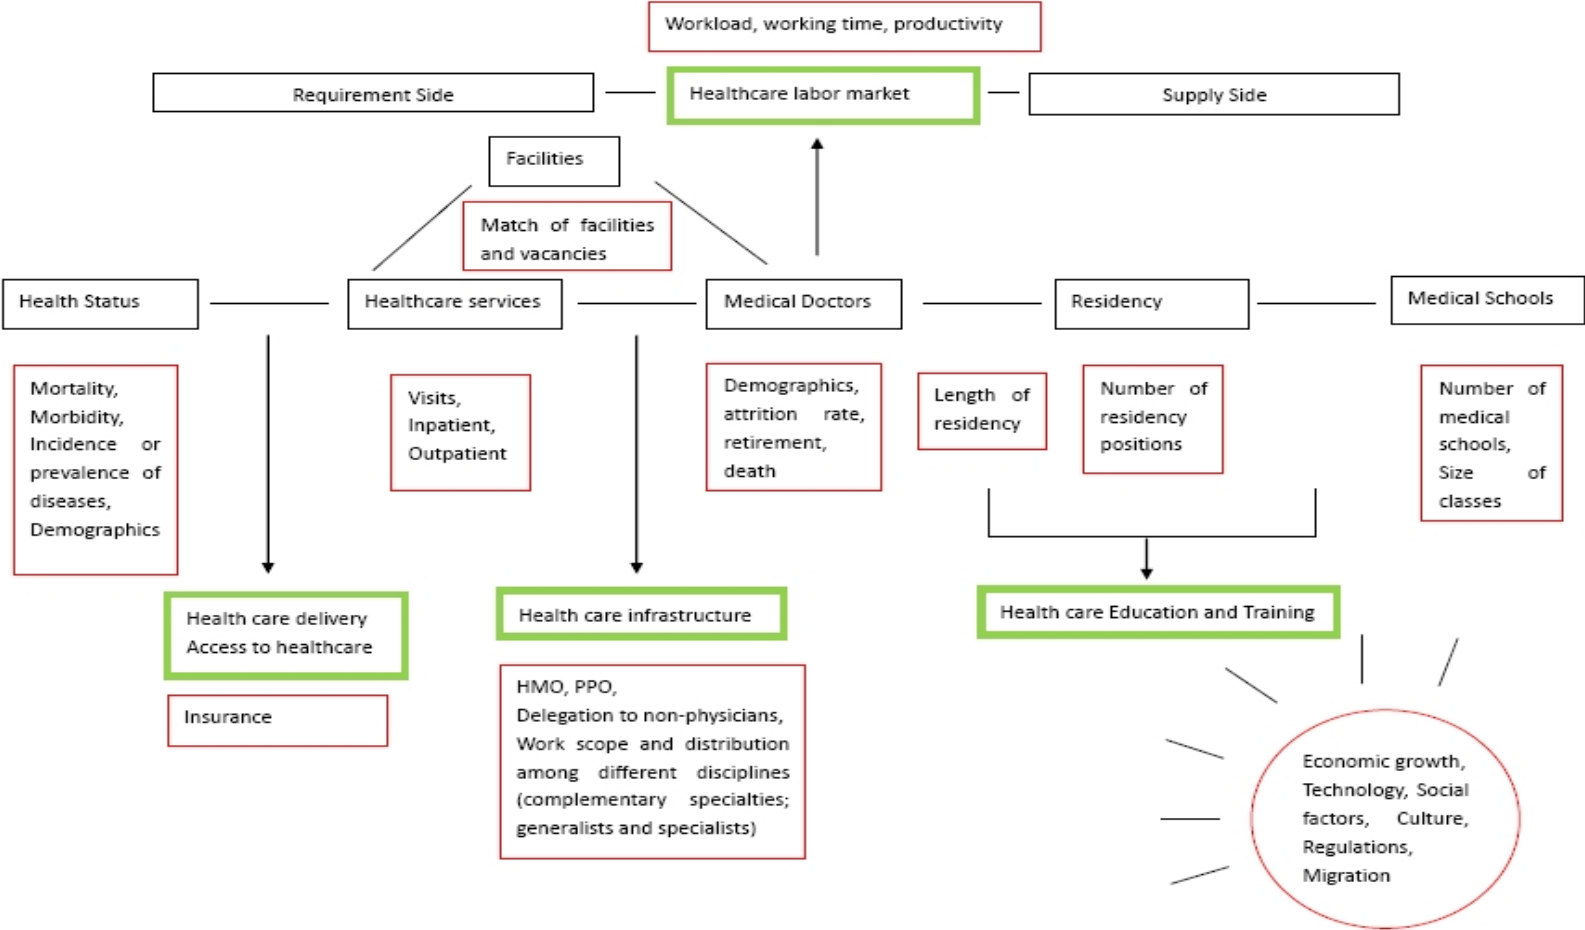 Workload, working time, productivity
Requirement Side
Healthcare labor market
Supply Side
Facilities
Match of facilities
and vacancies
Health Status
Healthcare services
Medical Doctors
Residency
Medical Schools
Mortality,
Morbidity,
Incidence or
prevalence of
diseases,
Demographics
Visits,
Inpatient,
Outpatient
Demographics,
attrition rate,
retirement,
death
Length of
residency
Number of
residency
positions
Number of
medical
schools,
Size of
classes
Health care delivery
Access to healthcare
Health care infrastructure
Health care Education and Training
Insurance
HMO, PPO,
Delegation to non-physicians,
Work scope and distribution
among different disciplines
(complementary specialties;
generalists and specialists)
Economic growth,
Technology, Social
factors, Culture,
Regulations,
Migration